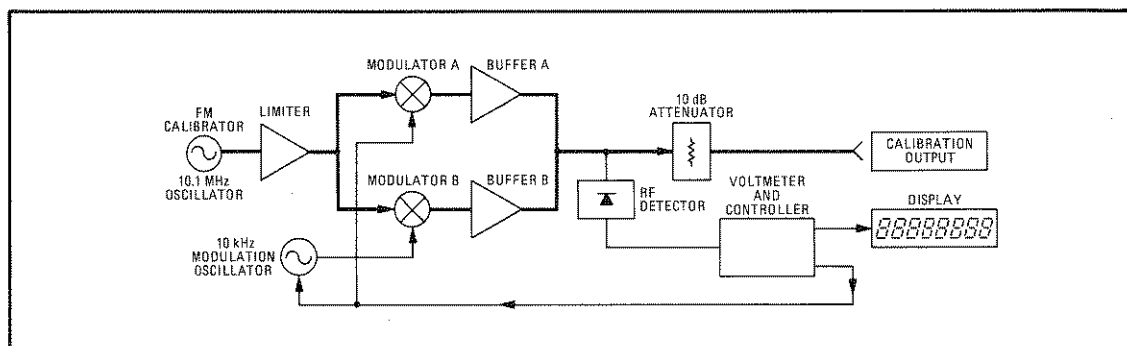 MODULATOR A
BUFFER A
LIMITER
FM
CALIBRATOR
10.1 MHz
OSCILLATOR
10 dB
ATTENUATOR
CALIBRATION
OUTPUT
MODULATOR B
BUFFER B
RF
DETECTOR
VOLTMETER
AND
CONTROLLER
DISPLAY
88888888
10 kHz
MODULATION
OSCILLATOR